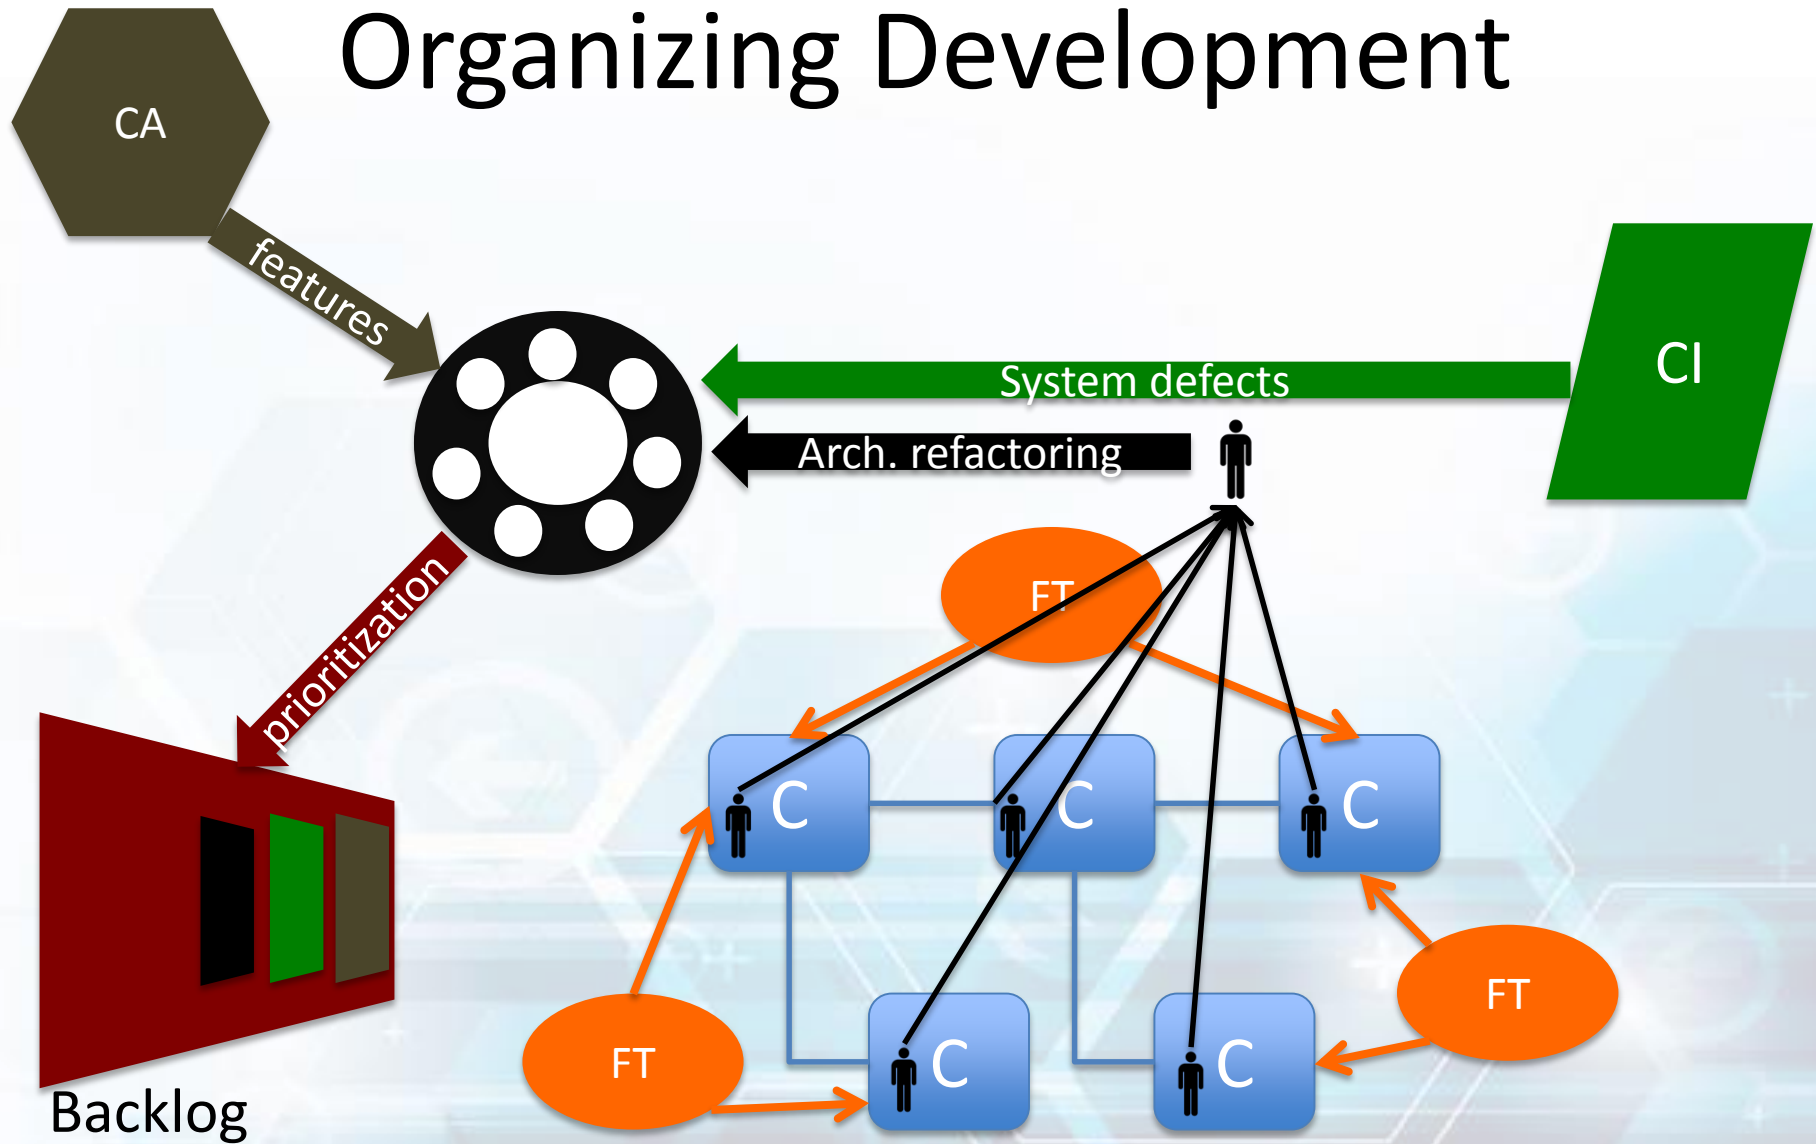 Organizing Development
CA
features
CI
System defects
Arch. refactoring
FT
prioritization
C
C
C
FT
FT
C
C
Backlog